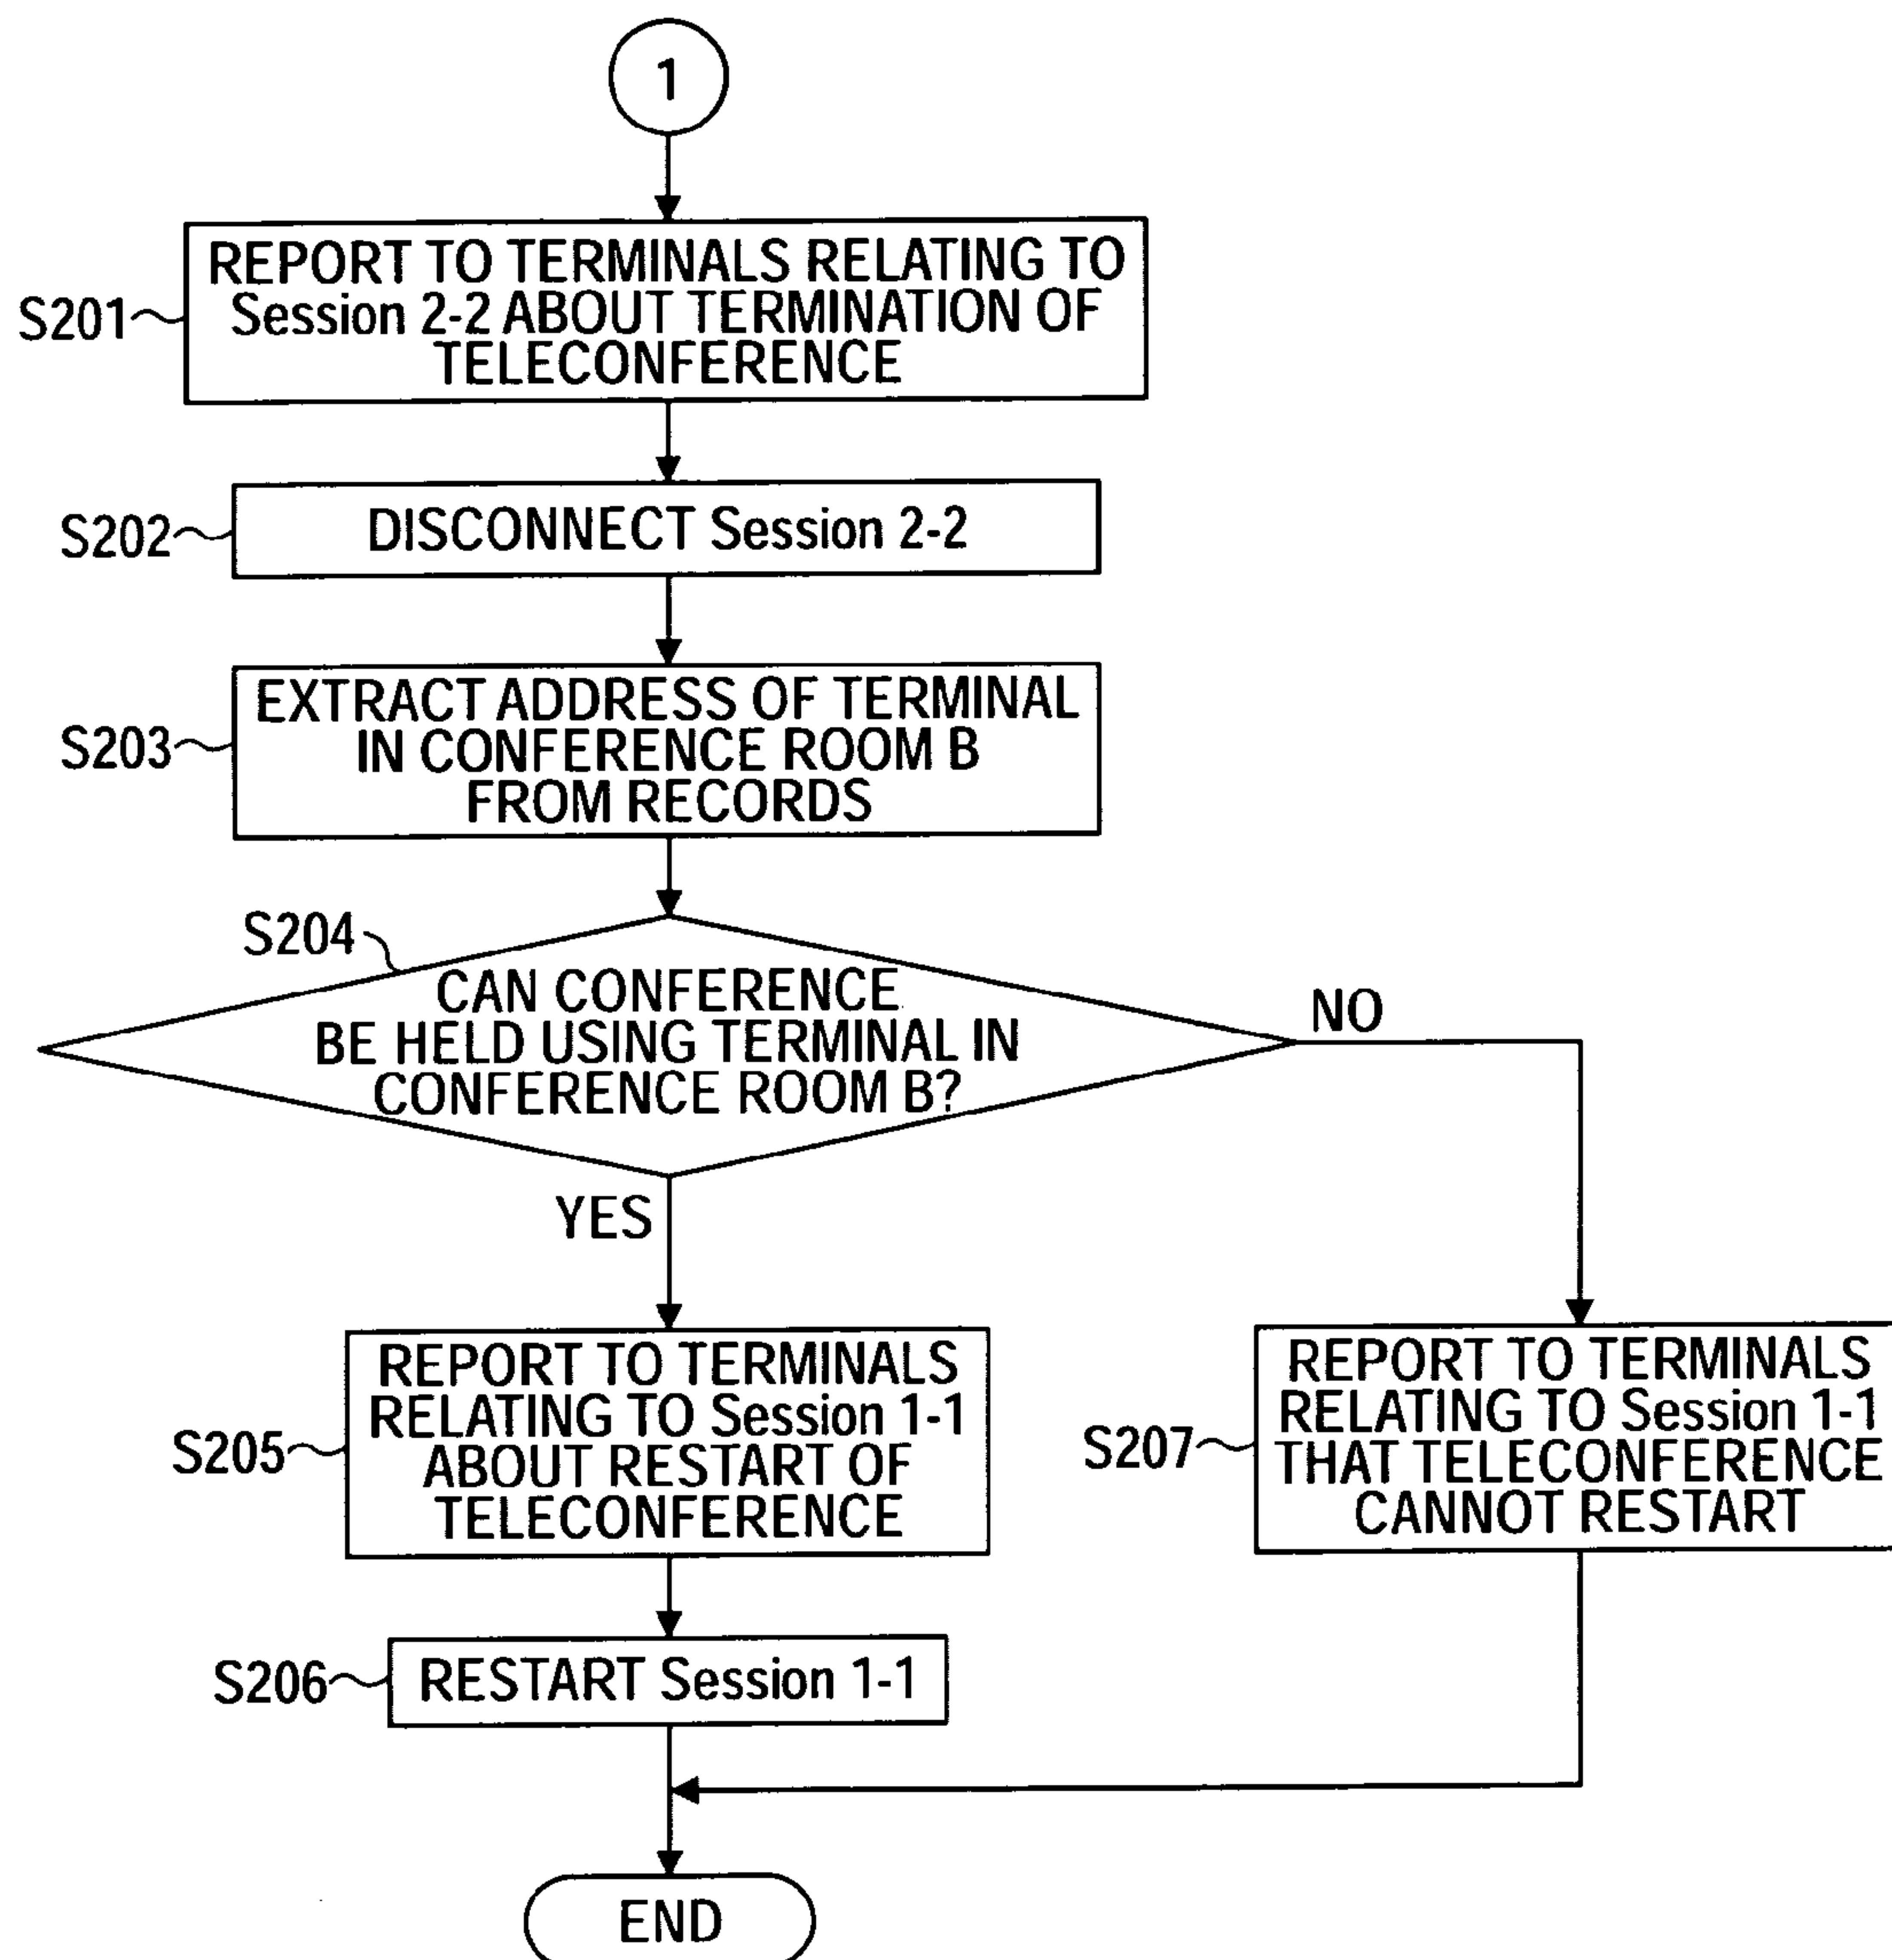 1
S201
REPORT TO TERMINALS RELATING TO
Session 2-2 ABOUT TERMINATION OF
TELECONFERENCE
S202
DISCONNECT Session 2-2
S203
EXTRACT ADDRESS OF TERMINAL
IN CONFERENCE ROOM B
FROM RECORDS
S204
CAN CONFERENCE
BE HELD USING TERMINAL IN
CONFERENCE ROOM B?
NO
YES
S205
REPORT TO TERMINALS
RELATING TO Session 1-1
ABOUT RESTART OF
TELECONFERENCE
S207
REPORT TO TERMINALS
RELATING TO Session 1-1
THAT TELECONFERENCE
CANNOT RESTART
S206
RESTART Session 1-1
END